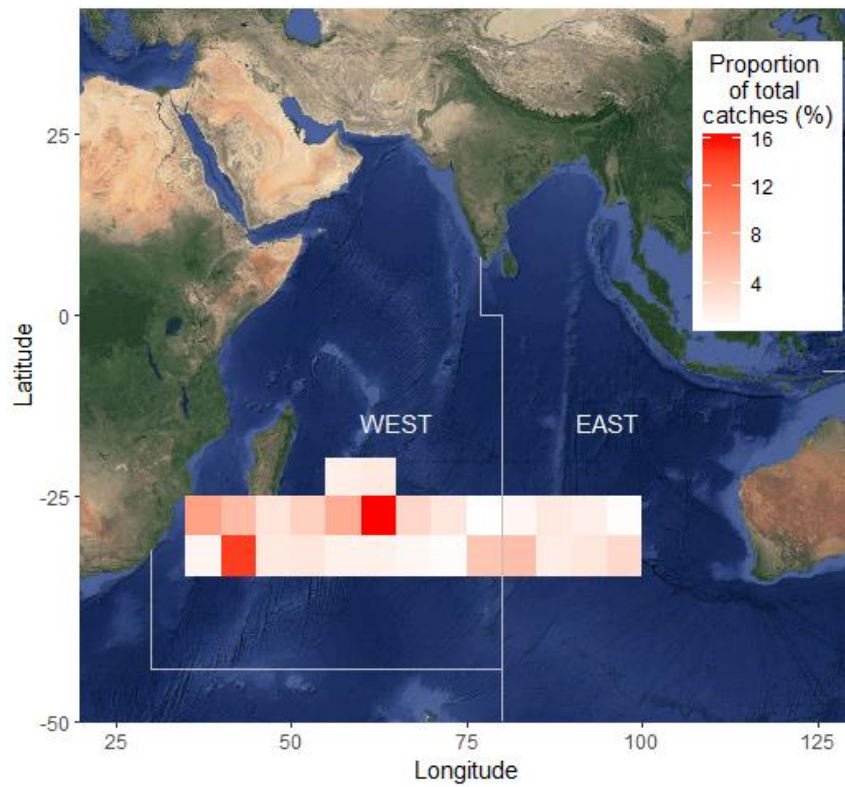 Proportion
of total
catches (%)
16
12
8
4
25
0
-25
-50
Latitude
WEST
EAST
25
50
75
100
125
Longitude